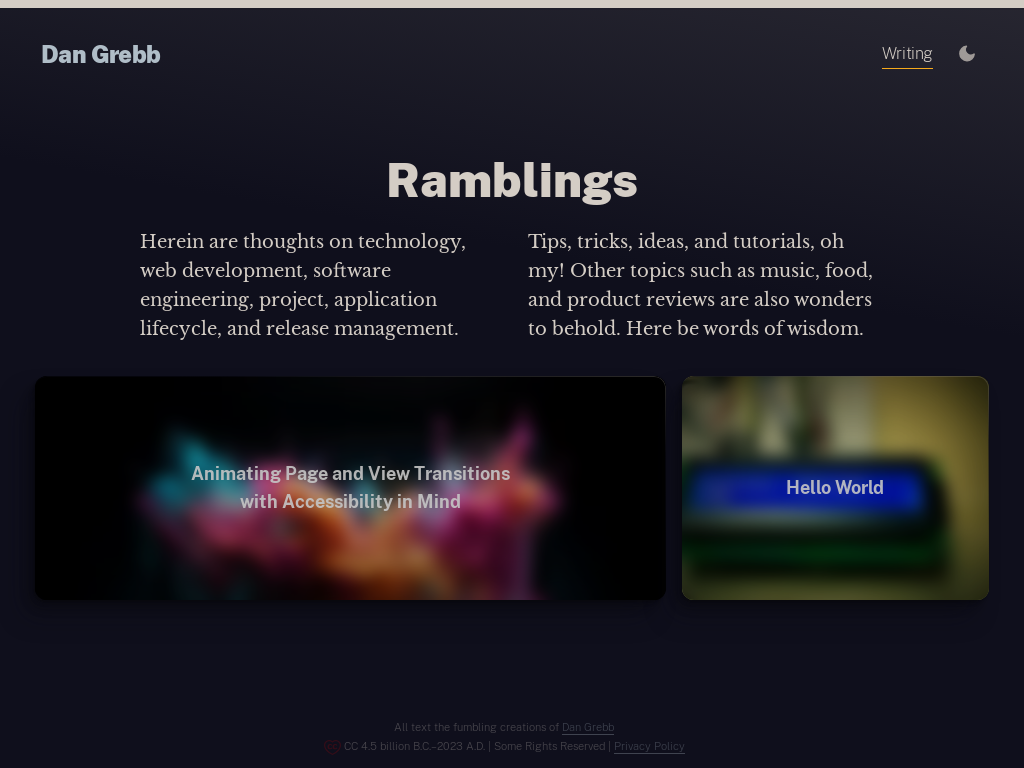 Dan Grebb
Writing
Ramblings
Herein are thoughts on technology,
web development, software
engineering, project, application
lifecycle, and release management.
Tips, tricks, ideas, and tutorials, oh
my! Other topics such as music, food,
and product reviews are also wonders
to behold. Here be words of wisdom.
Animating Page and View Transitions
with Accessibility in Mind
Hello World
All text the fumbling creations of Dan Grebb
CC 4.5 billion B.C.–2023 A.D. | Some Rights Reserved | Privacy Policy